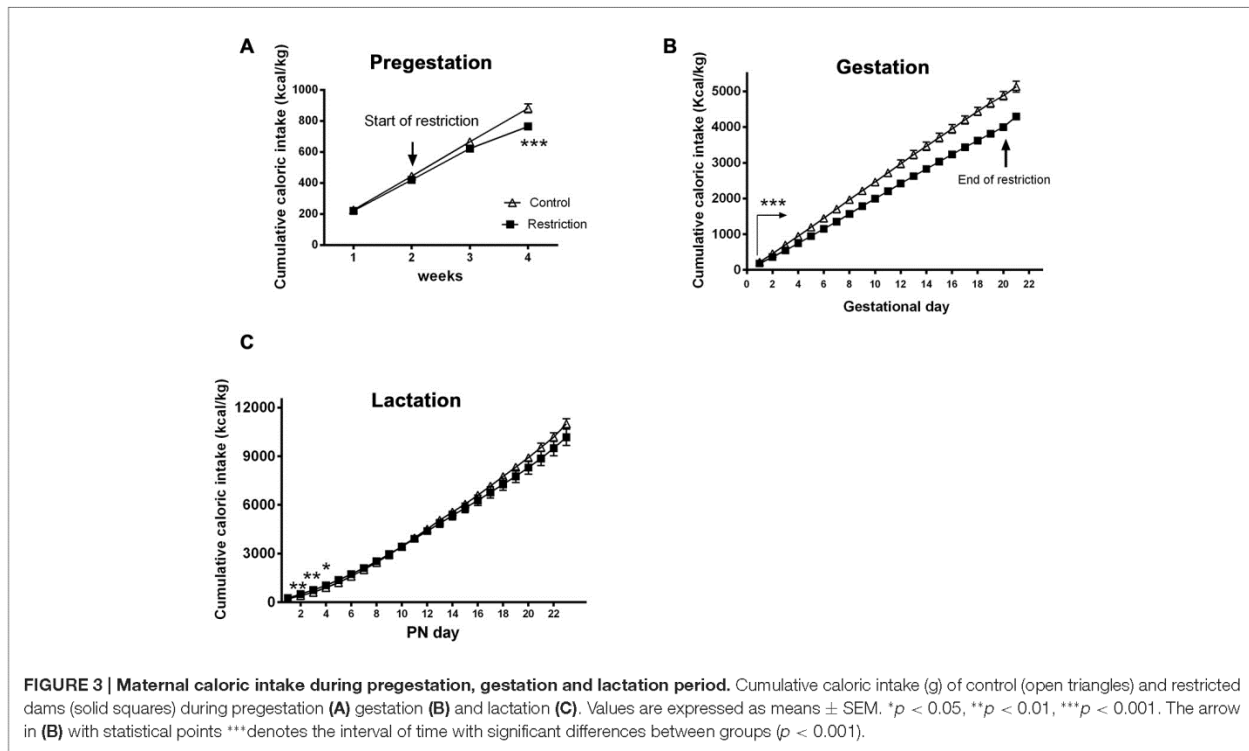 A
Pregestation
Cumulative caloric intake (kcal/kg)
1000
800
600
400
200
0
Start of restriction
***
Control
Restriction
1 2 3 4
weeks
B
Gestation
Cumulative caloric intake (Kcal/kg)
5000
4000
3000
2000
1000
0
***
End of restriction
0 2 4 6 8 10 12 14 16 18 20 22
Gestational day
C
Lactation
Cumulative caloric intake (kcal/kg)
12000
9000
6000
3000
0
** ** *
2 4 6 8 10 12 14 16 18 20 22
PN day
FIGURE 3 | Maternal caloric intake during pregestation, gestation and lactation period. Cumulative caloric intake (g) of control (open triangles) and restricted
dams (solid squares) during pregestation (A) gestation (B) and lactation (C). Values are expressed as means ± SEM. *p < 0.05, **p < 0.01, ***p < 0.001. The arrow
in (B) with statistical points ***denotes the interval of time with significant differences between groups (p < 0.001).